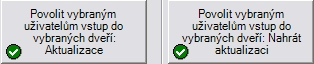 Povolit vybraným
uživatelům vstup do
vybraných dveří:
Aktualizace
Povolit vybraným
uživatelům vstup do
vybraných dveří: Nahrát
aktualizaci